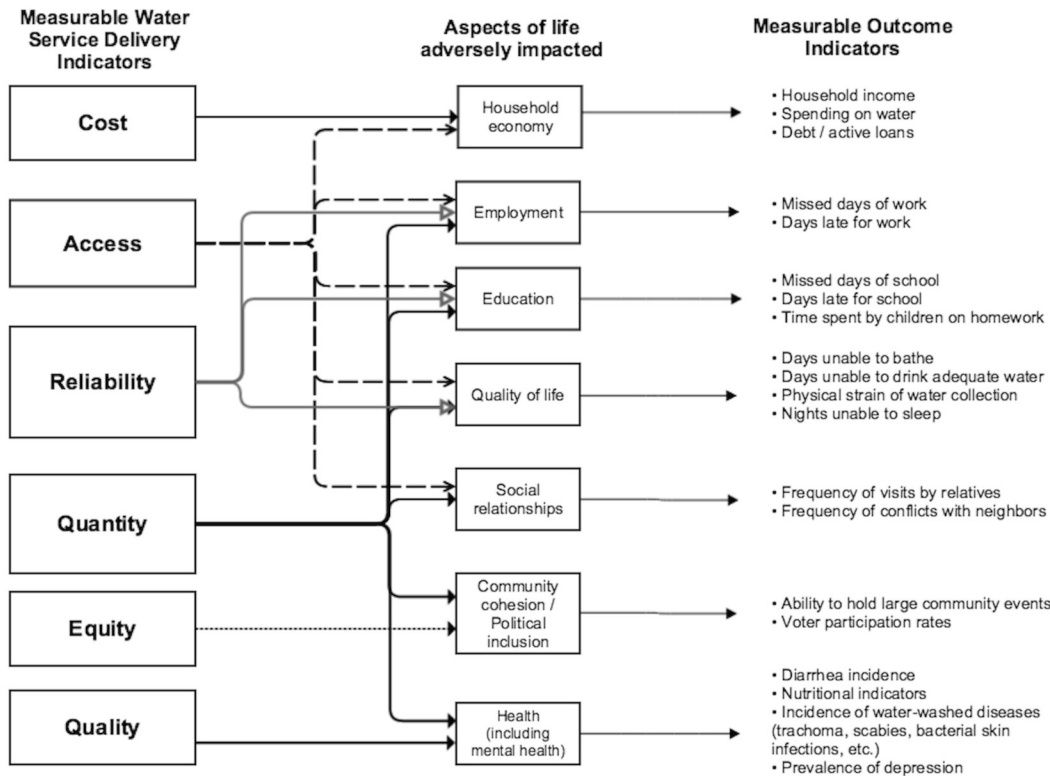 Measurable Water
Service Delivery
Indicators
Aspects of life
adversely impacted
Measurable Outcome
Indicators
Cost
Household
economy
• Household income
• Spending on water
• Debt / active loans
Access
Employment
• Missed days of work
• Days late for work
Education
• Missed days of school
• Days late for school
• Time spent by children on homework
Reliability
Quality of life
• Days unable to bathe
• Days unable to drink adequate water
• Physical strain of water collection
• Nights unable to sleep
Quantity
Social
relationships
• Frequency of visits by relatives
• Frequency of conflicts with neighbors
Equity
Community
cohesion /
Political
inclusion
• Ability to hold large community events
• Voter participation rates
Quality
Health
(including
mental health)
• Diarrhea incidence
• Nutritional indicators
• Incidence of water-washed diseases
(trachoma, scabies, bacterial skin
infections, etc.)
• Prevalence of depression